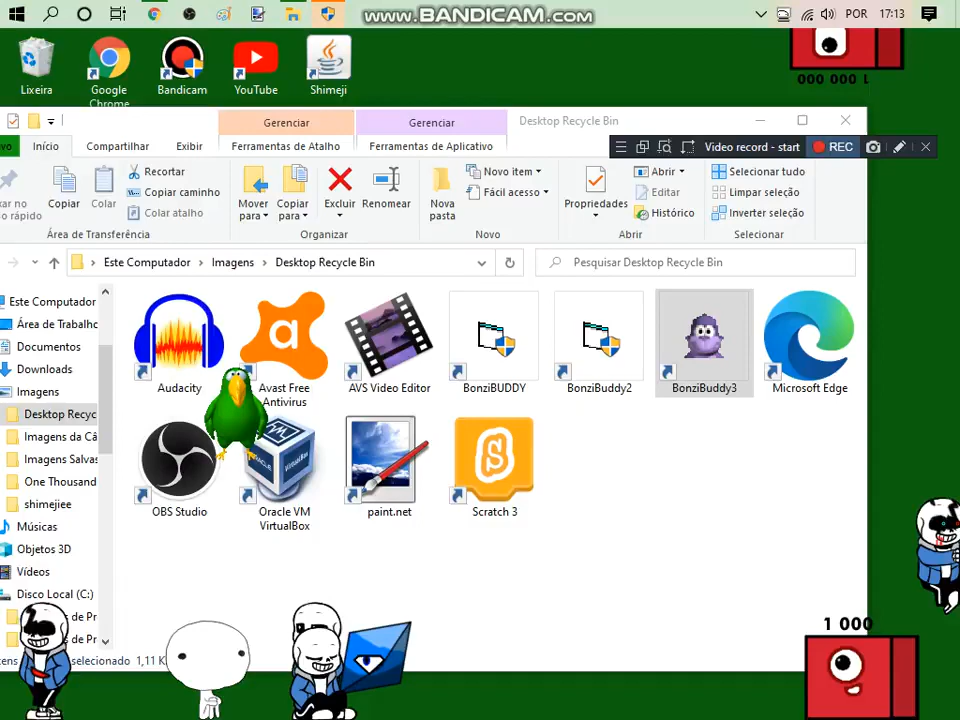 www.BANDICAM.com
POR 17:13
Lixeira
Google
Chrome
Bandicam
YouTube
Shimeji
000 000 1
Gerenciar
Gerenciar
Desktop Recycle Bin
Início
Compartilhar
Exibir
Ferramentas de Atalho
Ferramentas de Aplicativo
Video record - start
REC
Copiar
Colar
Recortar
Copiar caminho
Colar atalho
Área de Transferência
Mover
para
Copiar
para
Excluir
Renomear
Organizar
Nova
pasta
Novo item
Fácil acesso
Novo
Propriedades
Abrir
Editar
Histórico
Abrir
Selecionar tudo
Limpar seleção
Inverter seleção
Selecionar
Este Computador
Imagens
Desktop Recycle Bin
Pesquisar Desktop Recycle Bin
Este Computador
Área de Trabalho
Documentos
Downloads
Imagens
Desktop Recyc
Imagens da Câ
Imagens Salvas
One Thousand
shimejiee
Músicas
Objetos 3D
Vídeos
Disco Local (C:)
s de Pr
s de Pr
Audacity
Avast Free
Antivirus
AVS Video Editor
BonziBUDDY
BonziBuddy2
BonziBuddy3
Microsoft Edge
OBS Studio
Oracle VM
VirtualBox
paint.net
Scratch 3
selecionado 1,11 K
1 000